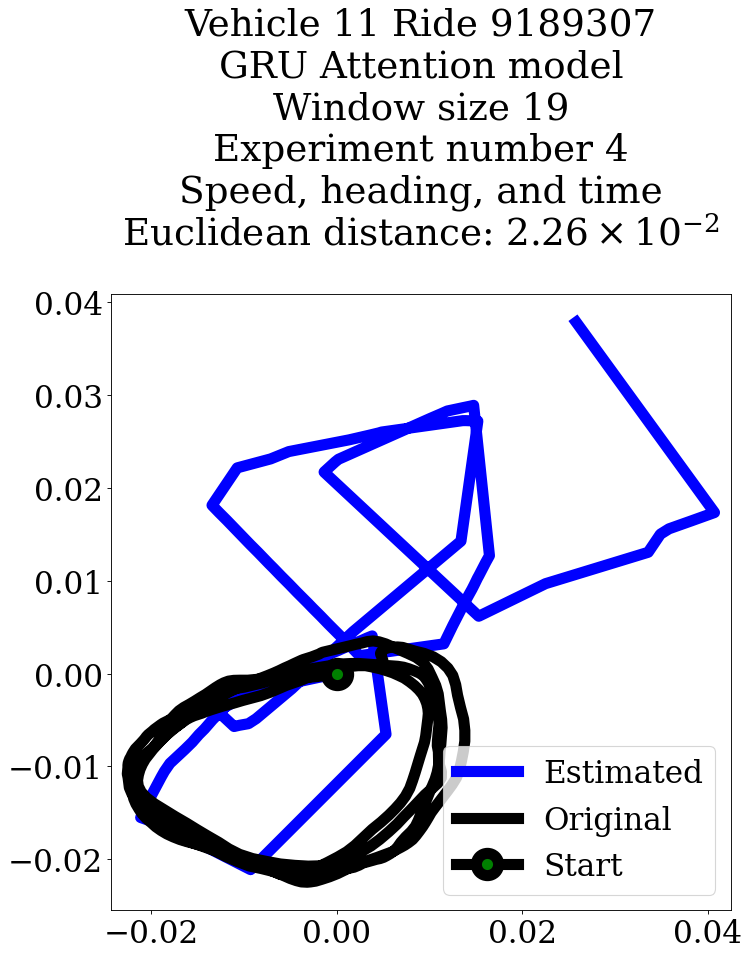 Vehicle 11 Ride 9189307
GRU Attention model
Window size 19
Experiment number 4
Speed, heading, and time
Euclidean distance: 2.26 × 10⁻²
0.04
0.03
0.02
0.01
0.00
−0.01
−0.02
Estimated
Original
Start
−0.02 0.00 0.02 0.04